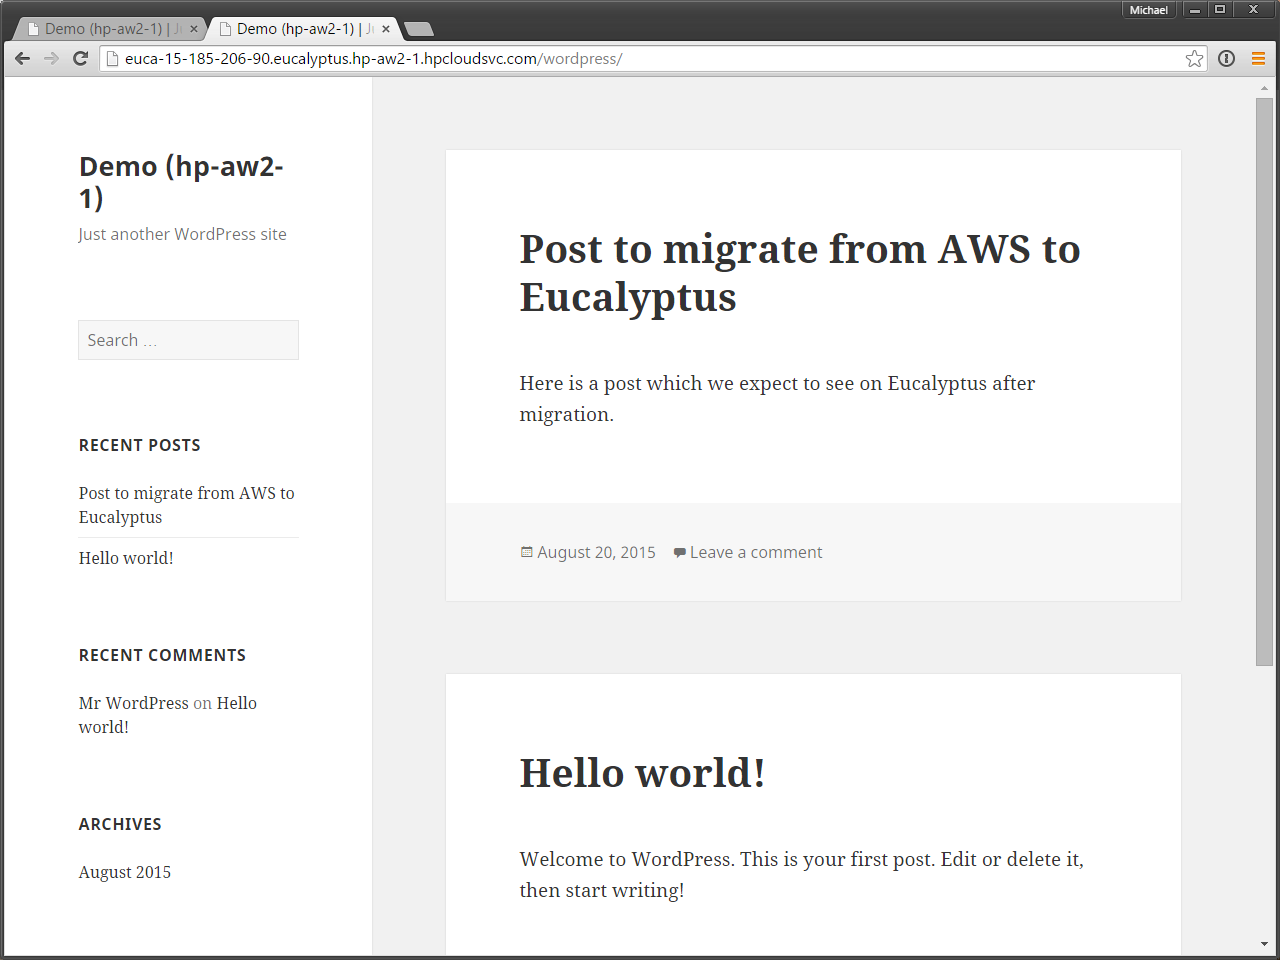 Michael
Demo (hp-aw2-1) | J
Demo (hp-aw2-1) | J
euca-15-185-206-90.eucalyptus.hp-aw2-1.hpcloudsvc.com/wordpress/
Demo (hp-aw2-
1)
Just another WordPress site
Search ...
RECENT POSTS
Post to migrate from AWS to
Eucalyptus
Hello world!
RECENT COMMENTS
Mr WordPress on Hello
world!
ARCHIVES
August 2015
Post to migrate from AWS to
Eucalyptus
Here is a post which we expect to see on Eucalyptus after
migration.
August 20, 2015 Leave a comment
Hello world!
Welcome to WordPress. This is your first post. Edit or delete it,
then start writing!